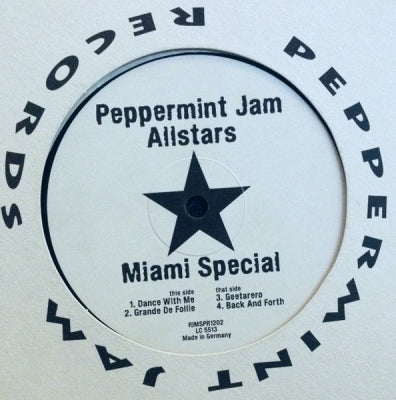 PEPPERMINT JAM RECORDS
Peppermint Jam
Allstars
Miami Special
this side
1. Dance With Me
2. Grande De Follie
that side
3. Geetarero
4. Back And Forth
PJMSPR1202
LC 5513
Made in Germany